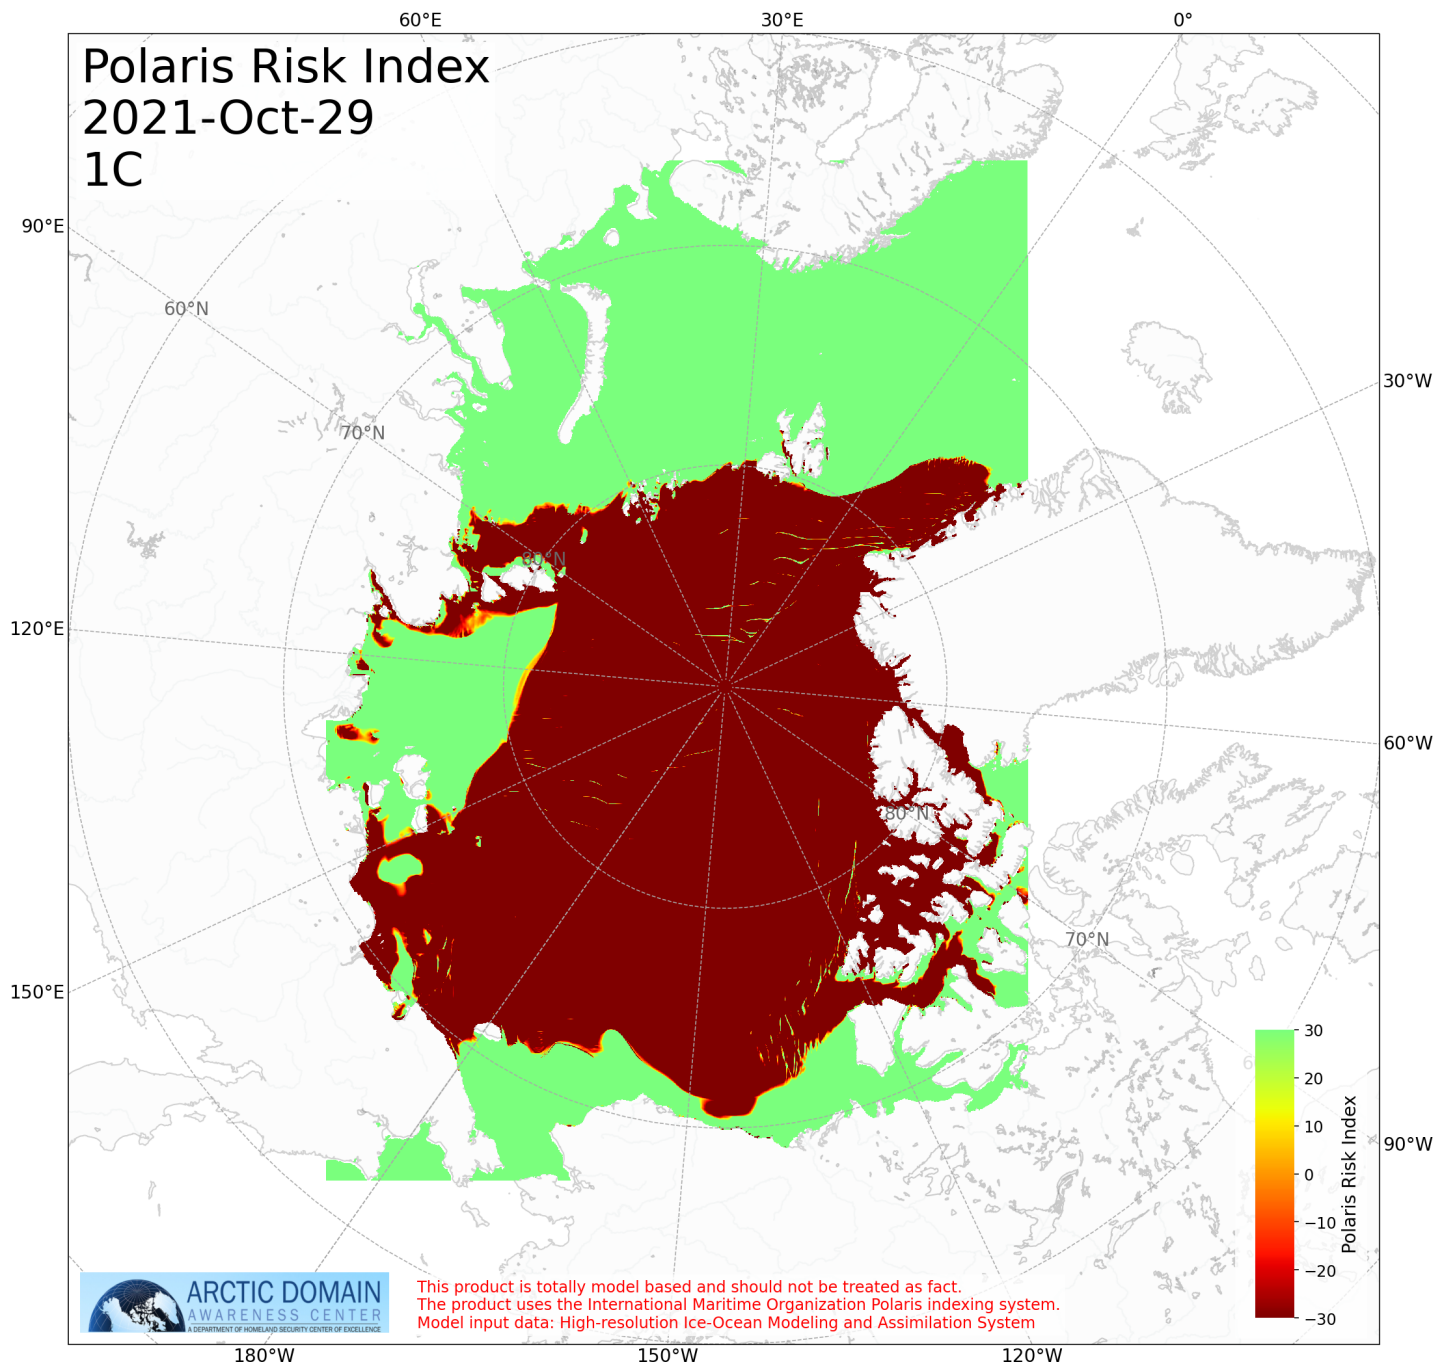 60°E 30°E 0°
Polaris Risk Index
2021-Oct-29
1C
90°E
60°N
30°W
70°N
80°N
120°E
60W
80°N
70°N
150°E
30
20
10
0
−10
−20
−30
Polaris Risk Index
90°W
ARCTIC DOMAIN
AWARENESS CENTER
A DEPARTMENT OF HOMELAND SECURITY CENTER OF EXCELLENCE
This product is totally model based and should not be treated as fact.
The product uses the International Maritime Organization Polaris indexing system.
Model input data: High-resolution Ice-Ocean Modeling and Assimilation System
180°W 150°W 120°W